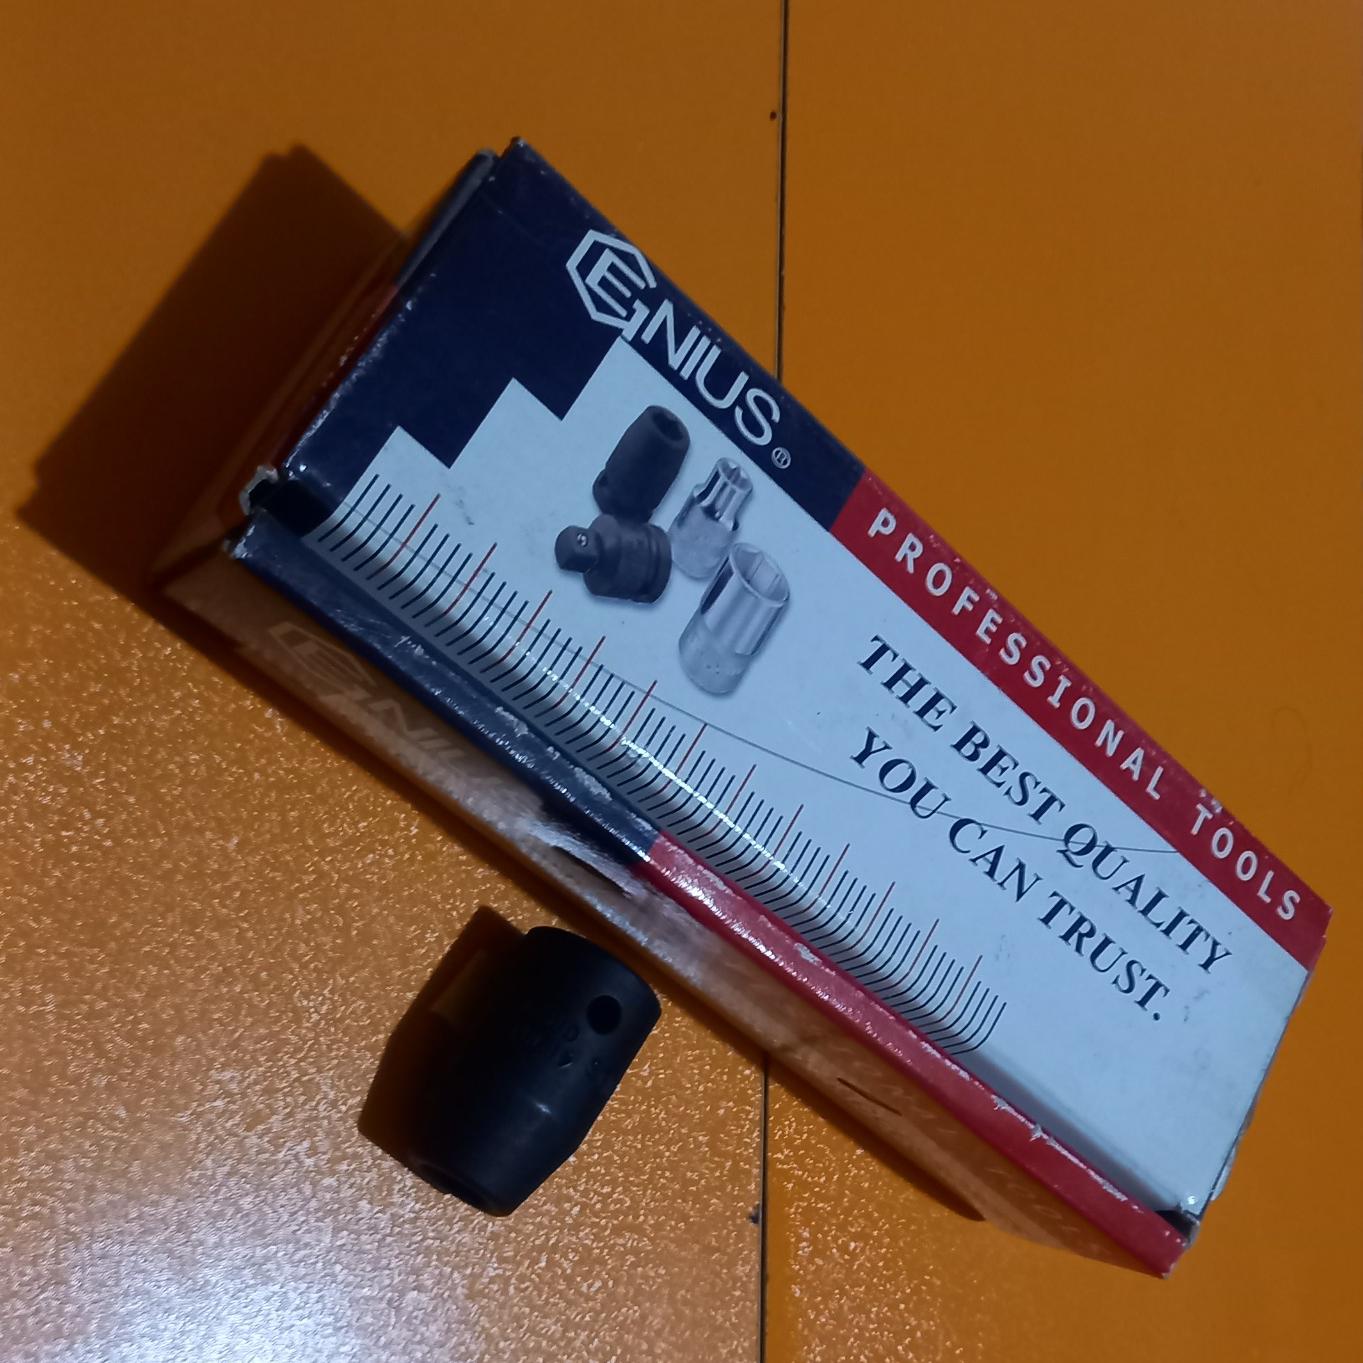 GENIUS®
PROFESSIONAL TOOLS
THE BEST QUALITY
YOU CAN TRUST.